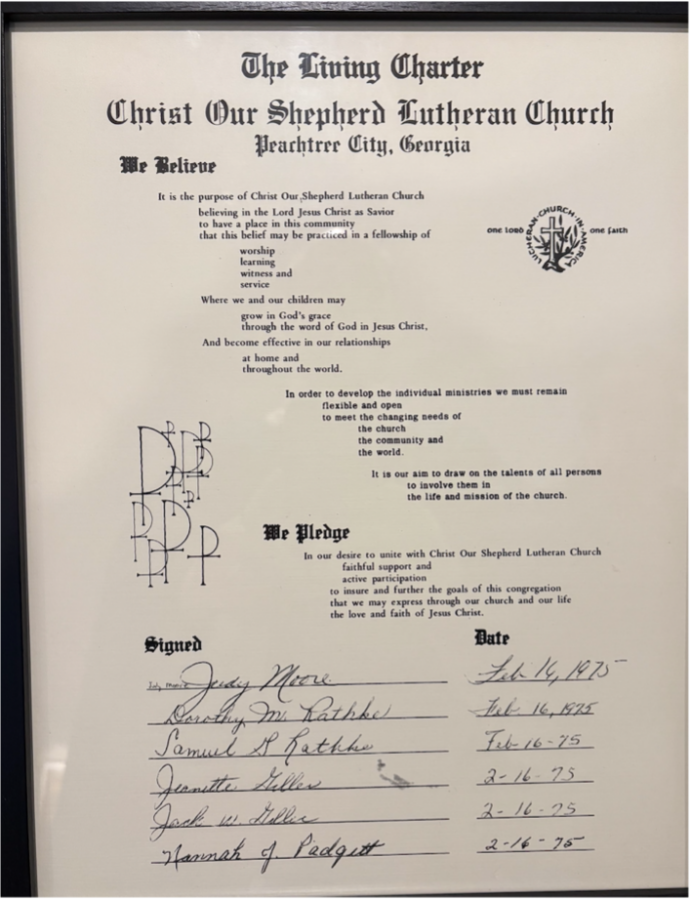 The Living Charter
Christ Our Shepherd Lutheran Church
Peachtree City, Georgia
We Believe
It is the purpose of Christ Our Shepherd Lutheran Church
believing in the Lord Jesus Christ as Savior
to have a place in this community
that this belief may be practiced in a fellowship of
worship
learning
witness and
service
one Lord LUTHERAN·CHURCH·IN·AMERICA one faith
Where we and our children may
grow in God's grace
through the word of God in Jesus Christ,
And become effective in our relationships
at home and
throughout the world.
In order to develop the individual ministries we must remain
flexible and open
to meet the changing needs of
the church
the community and
the world.
It is our aim to draw on the talents of all persons
to involve them in
the life and mission of the church.
We Pledge
In our desire to unite with Christ Our Shepherd Lutheran Church
faithful support and
active participation
to insure and further the goals of this congregation
that we may express through our church and our life
the love and faith of Jesus Christ.
Signed Date
Judy Moore Feb 16, 1975
Dorothy M. Rathke Feb 16, 1975
Samuel G Rathke Feb-16-75
Jeanette 2-16-75
Jack W. 2-16-75
Hannah J. Padgett 2-16-75